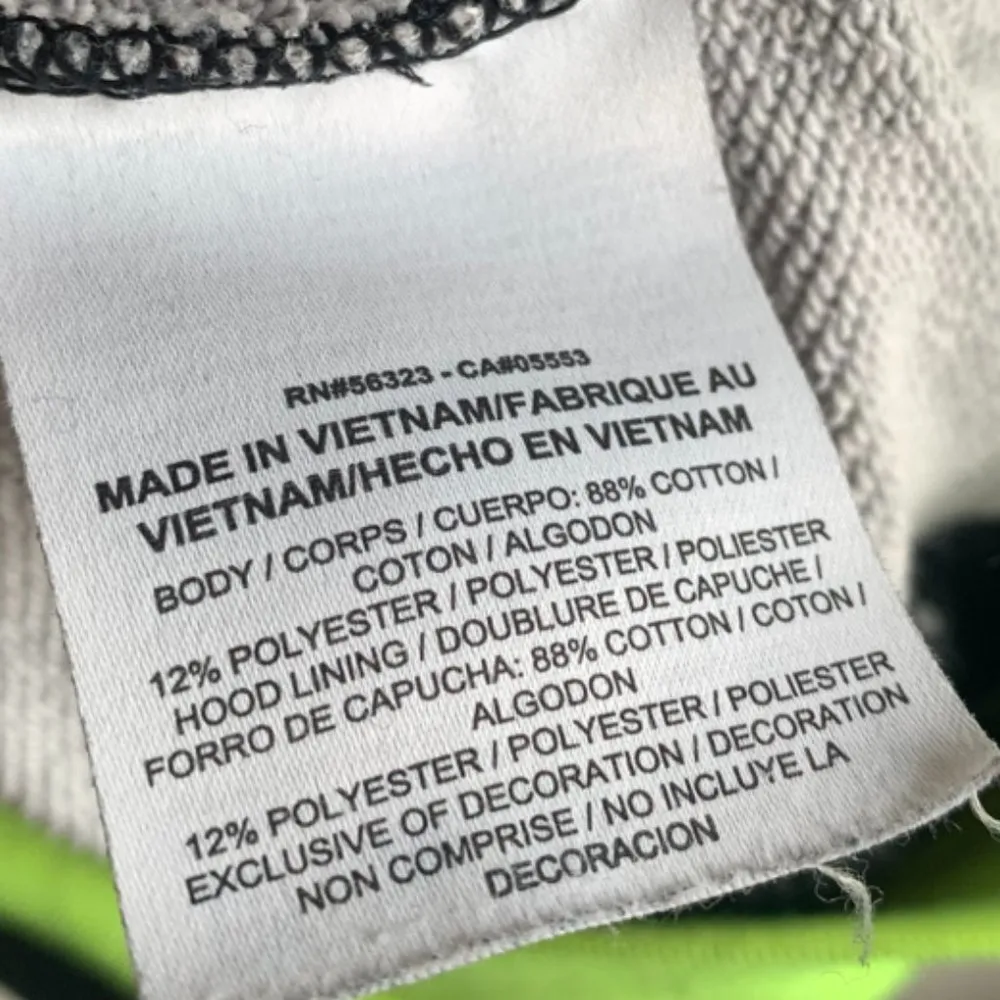 RN#56323 - CA#05553
MADE IN VIETNAM/FABRIQUE AU
VIETNAM/HECHO EN VIETNAM
BODY / CORPS / CUERPO: 88% COTTON /
COTON / ALGODON
12% POLYESTER / POLYESTER / POLIESTER
HOOD LINING / DOUBLURE DE CAPUCHE /
FORRO DE CAPUCHA: 88% COTTON / COTON /
ALGODON
12% POLYESTER / POLYESTER / POLIESTER
EXCLUSIVE OF DECORATION / DECORATION
NON COMPRISE / NO INCLUYE LA
DECORACION